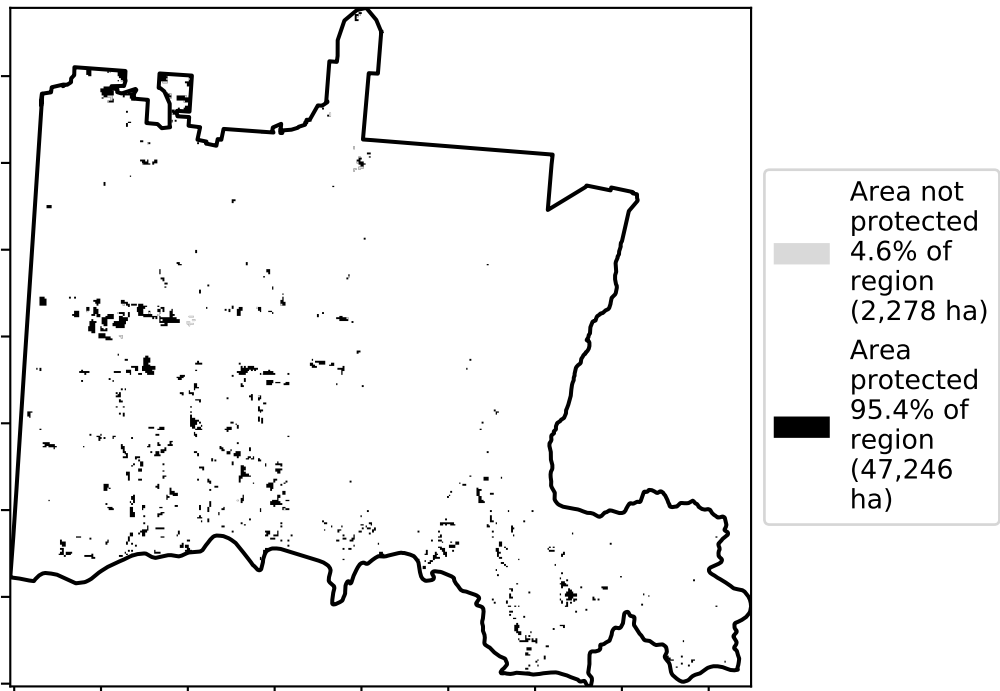 Area not
protected
4.6% of
region
(2,278 ha)
Area
protected
95.4% of
region
(47,246
ha)